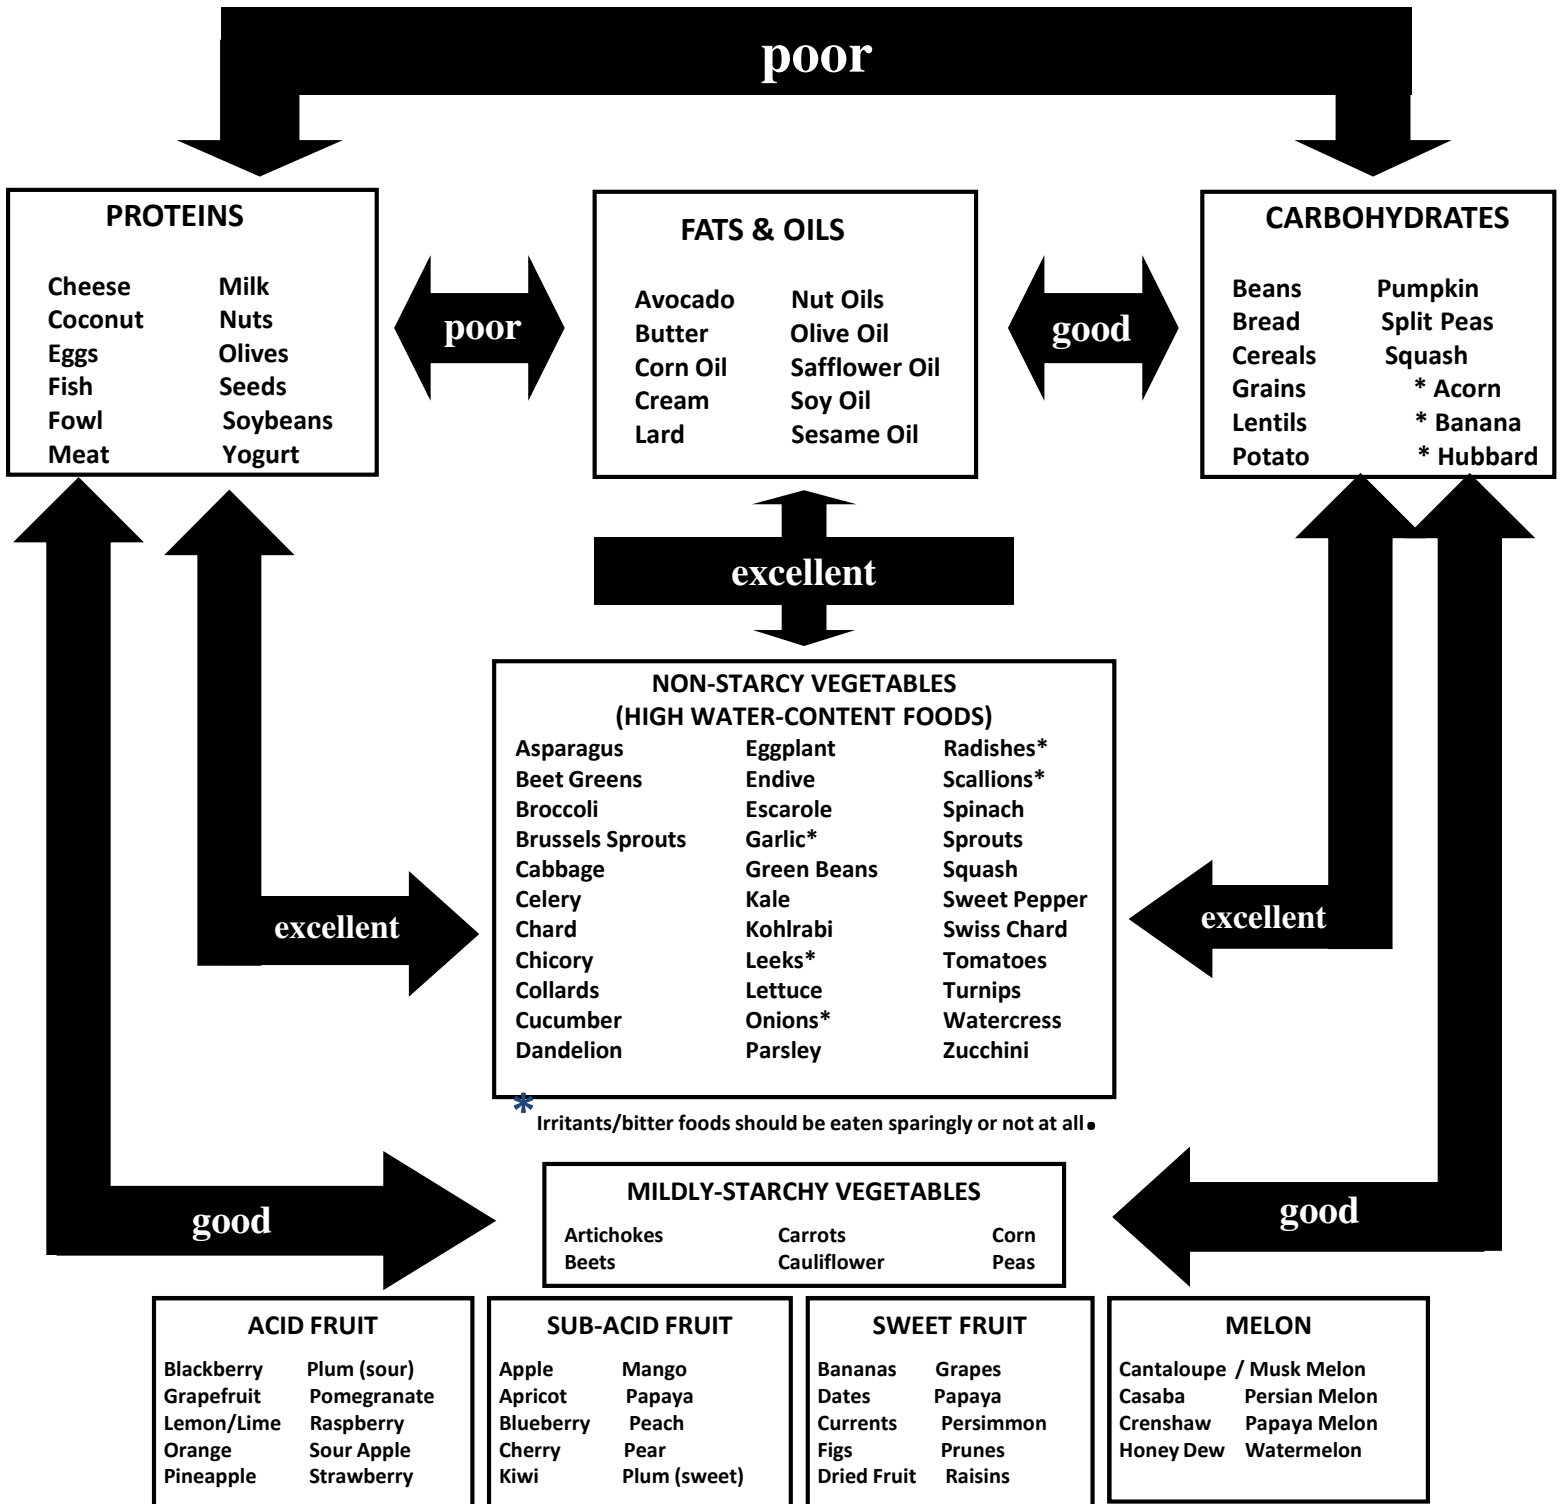 poor
PROTEINS
Cheese Milk
Coconut Nuts
Eggs Olives
Fish Seeds
Fowl Soybeans
Meat Yogurt
poor
FATS & OILS
Avocado Nut Oils
Butter Olive Oil
Corn Oil Safflower Oil
Cream Soy Oil
Lard Sesame Oil
good
CARBOHYDRATES
Beans Pumpkin
Bread Split Peas
Cereals Squash
Grains * Acorn
Lentils * Banana
Potato * Hubbard
excellent
NON-STARCY VEGETABLES
(HIGH WATER-CONTENT FOODS)
Asparagus Eggplant Radishes*
Beet Greens Endive Scallions*
Broccoli Escarole Spinach
Brussels Sprouts Garlic* Sprouts
Cabbage Green Beans Squash
Celery Kale Sweet Pepper
Chard Kohlrabi Swiss Chard
Chicory Leeks* Tomatoes
Collards Lettuce Turnips
Cucumber Onions* Watercress
Dandelion Parsley Zucchini
excellent
excellent
* Irritants/bitter foods should be eaten sparingly or not at all.
good
MILDLY-STARCHY VEGETABLES
Artichokes Carrots Corn
Beets Cauliflower Peas
good
ACID FRUIT
Blackberry Plum (sour)
Grapefruit Pomegranate
Lemon/Lime Raspberry
Orange Sour Apple
Pineapple Strawberry
SUB-ACID FRUIT
Apple Mango
Apricot Papaya
Blueberry Peach
Cherry Pear
Kiwi Plum (sweet)
SWEET FRUIT
Bananas Grapes
Dates Papaya
Currents Persimmon
Figs Prunes
Dried Fruit Raisins
MELON
Cantaloupe / Musk Melon
Casaba Persian Melon
Crenshaw Papaya Melon
Honey Dew Watermelon